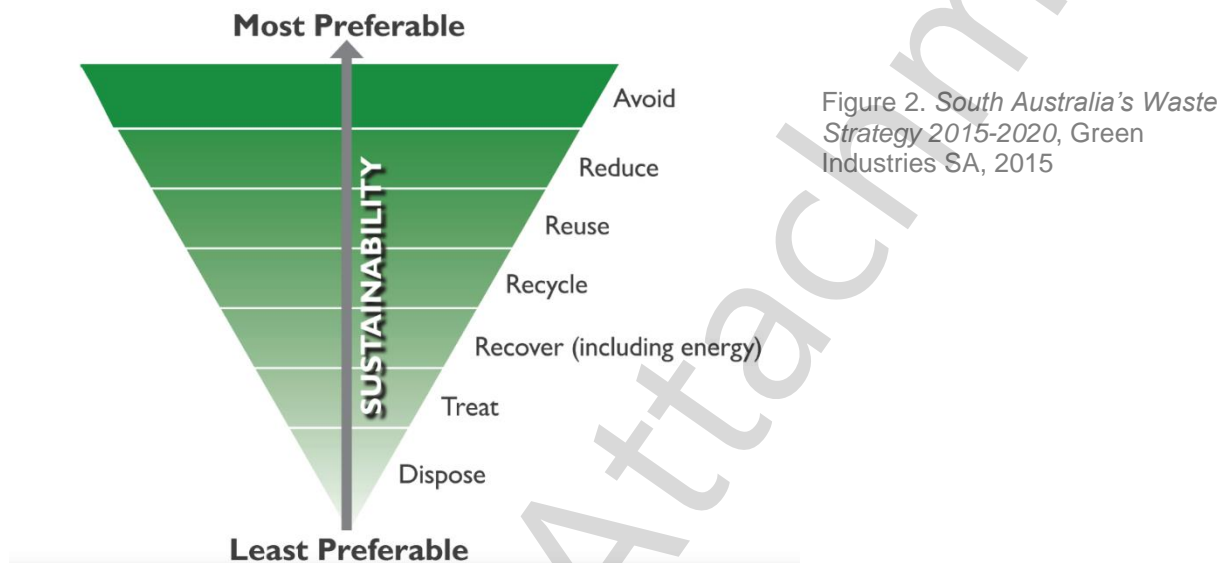 Most Preferable
Avoid
Reduce
Reuse
Recycle
Recover (including energy)
Treat
Dispose
SUSTAINABILITY
Least Preferable
Figure 2. South Australia's Waste
Strategy 2015-2020, Green
Industries SA, 2015
Attachm